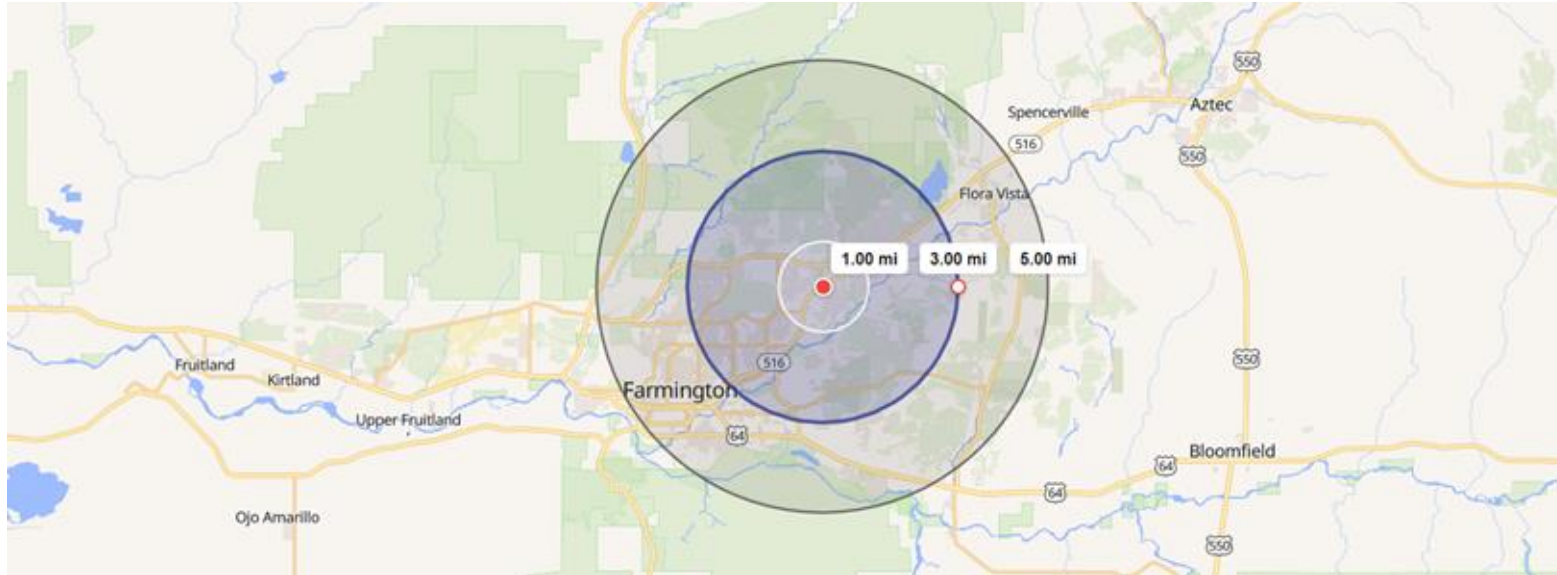 550
Aztec
Spencerville
516
550
Flora Vista
1.00 mi
3.00 mi
5.00 mi
Fruitland
Kirtland
516
550
Farmington
Upper Fruitland
64
Bloomfield
64
64
Ojo Amarillo
550